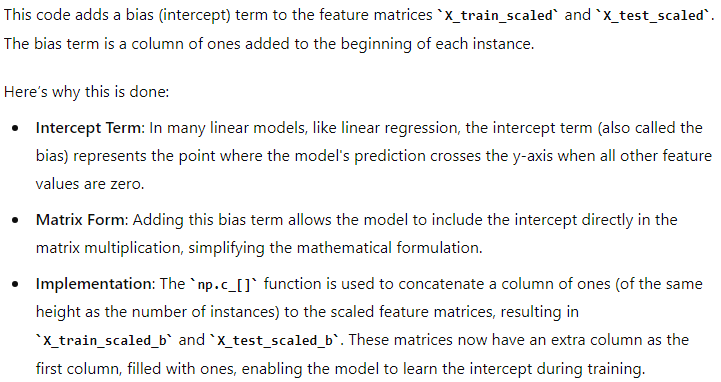 This code adds a bias (intercept) term to the feature matrices `X_train_scaled` and `X_test_scaled`.
The bias term is a column of ones added to the beginning of each instance.
Here's why this is done:
• Intercept Term: In many linear models, like linear regression, the intercept term (also called the
bias) represents the point where the model's prediction crosses the y-axis when all other feature
values are zero.
• Matrix Form: Adding this bias term allows the model to include the intercept directly in the
matrix multiplication, simplifying the mathematical formulation.
• Implementation: The `np.c_[]` function is used to concatenate a column of ones (of the same
height as the number of instances) to the scaled feature matrices, resulting in
`X_train_scaled_b` and `X_test_scaled_b`. These matrices now have an extra column as the
first column, filled with ones, enabling the model to learn the intercept during training.